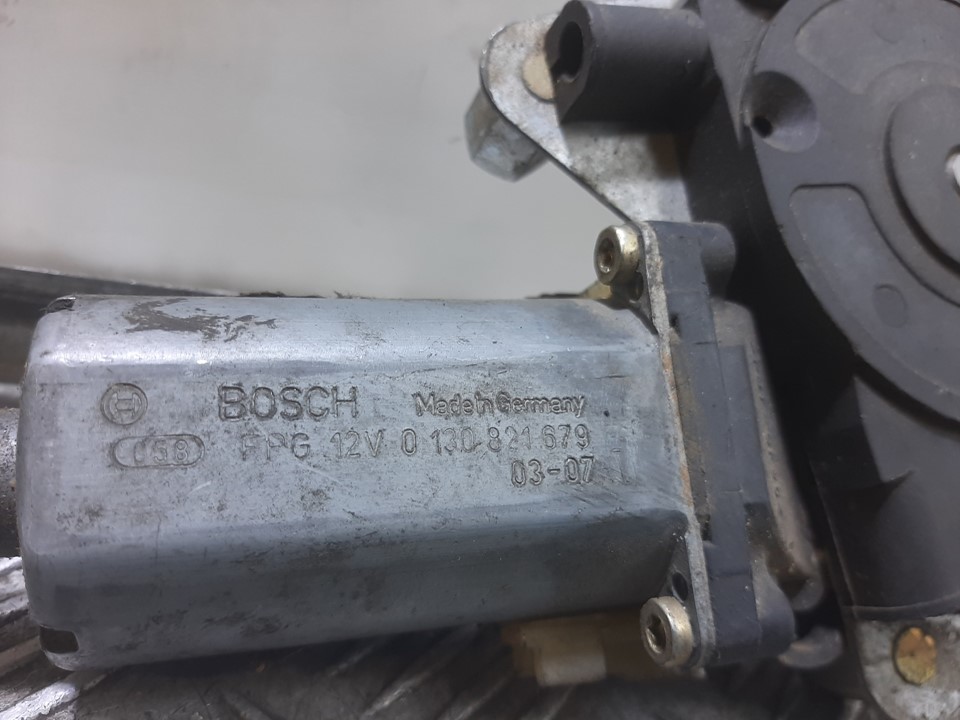 BOSCH Made in Germany
FPG 12V 0 130 821 679
03-07